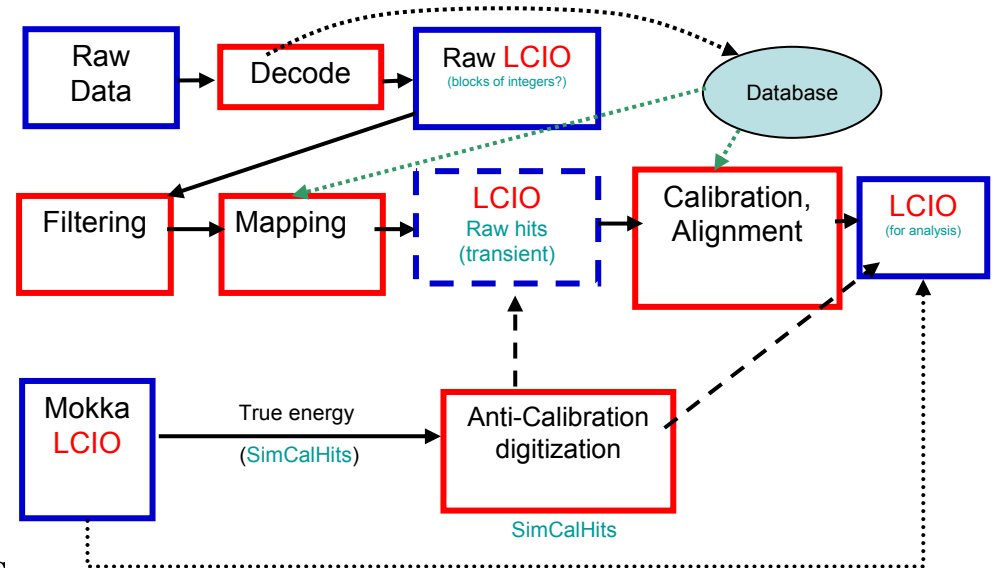 Raw
Data
Decode
Raw LCIO
(blocks of integers?)
Database
Filtering
Mapping
LCIO
Raw hits
(transient)
Calibration,
Alignment
LCIO
(for analysis)
Mokka
LCIO
True energy
(SimCalHits)
Anti-Calibration
digitization
SimCalHits